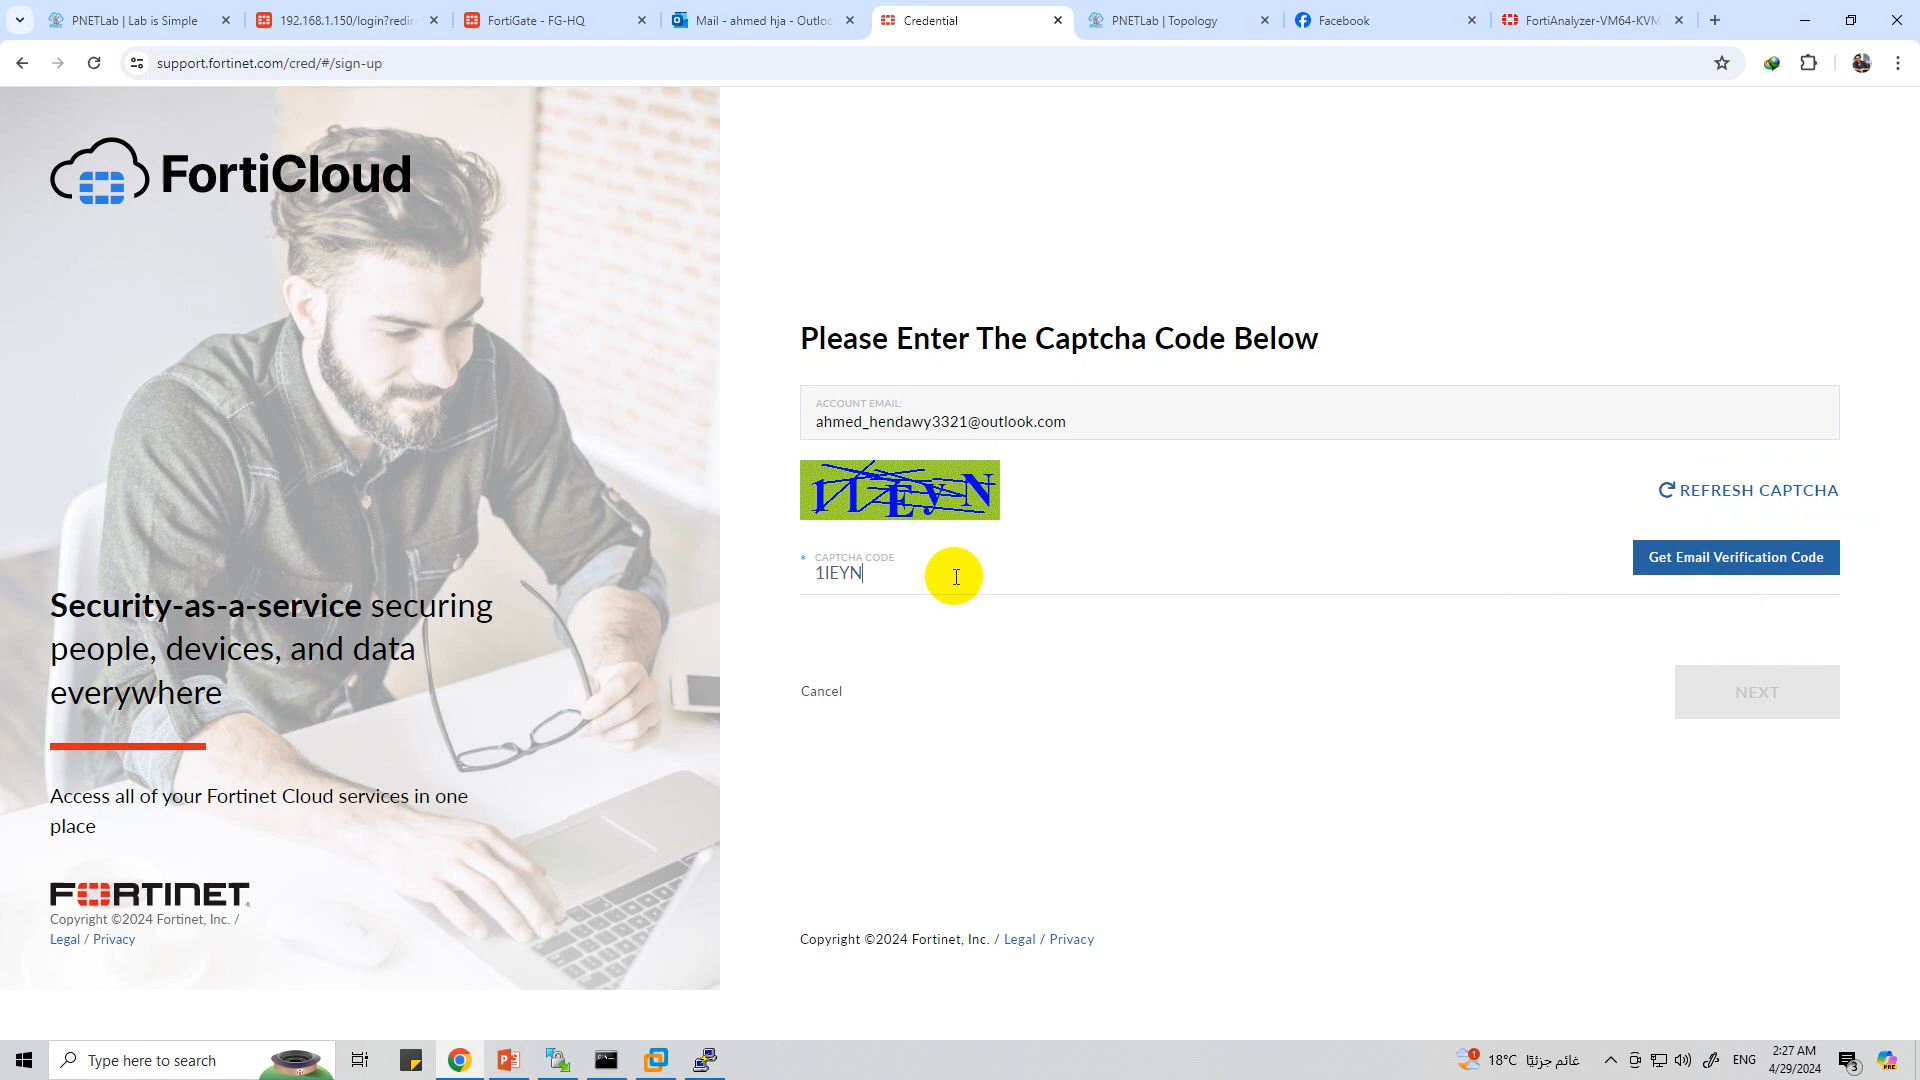 PNETLab | Lab is Simple
192.168.1.150/login?redir
FortiGate - FG-HQ
Mail - ahmed hja - Outloo
Credential
PNETLab | Topology
Facebook
FortiAnalyzer-VM64-KVM
support.fortinet.com/cred/#/sign-up
FortiCloud
Security-as-a-service securing
people, devices, and data
everywhere
Access all of your Fortinet Cloud services in one
place
FORTINET
Copyright ©2024 Fortinet, Inc. /
Legal / Privacy
Please Enter The Captcha Code Below
ACCOUNT EMAIL:
ahmed_hendawy3321@outlook.com
REFRESH CAPTCHA
* CAPTCHA CODE
1IEYN
Get Email Verification Code
Cancel
NEXT
Copyright ©2024 Fortinet, Inc. / Legal / Privacy
Type here to search
1
18°C غائم جزئيًا
ENG
2:27 AM
4/29/2024
3
PRE